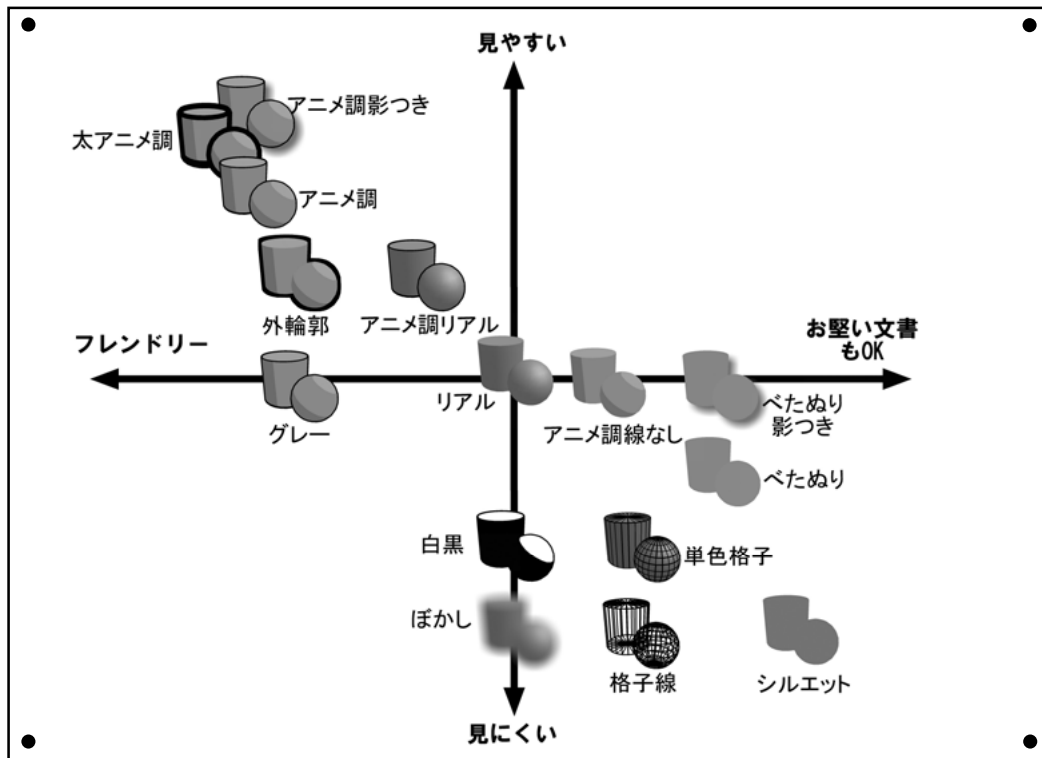 見やすい
アニメ調影つき
太アニメ調
アニメ調
外輪郭
アニメ調リアル
フレンドリー
お堅い文書
もOK
リアル
グレー
アニメ調線なし
べたぬり
影つき
べたぬり
白黒
単色格子
ぼかし
格子線
シルエット
見にくい